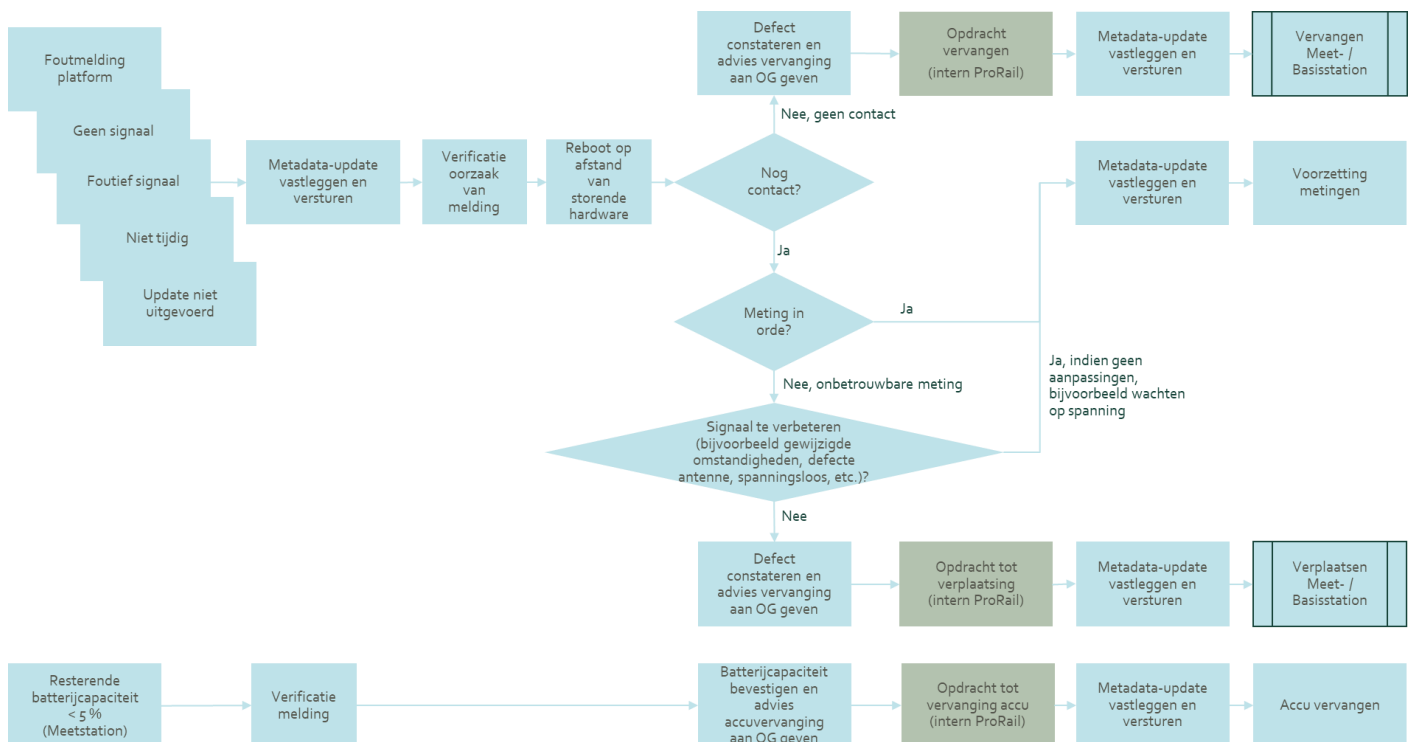 Foutmelding
platform
Geen signaal
Foutief signaal
Niet tijdig
Update niet
uitgevoerd
Metadata-update
vastleggen en
versturen
Verificatie
oorzaak
van
melding
Reboot op
afstand
van
storende
hardware
Nog
contact?
Nee, geen contact
Defect
constateren en
advies vervanging
aan OG geven
Opdracht
vervangen
(intern ProRail)
Metadata-update
vastleggen en
versturen
Vervangen
Meet- /
Basisstation
Ja
Meting in
orde?
Ja
Metadata-update
vastleggen en
versturen
Voorzetting
metingen
Nee, onbetrouwbare meting
Signaal te verbeteren
(bijvoorbeeld gewijzigde
omstandigheden, defecte
antenne, spanningsloos, etc.)?
Ja, indien geen
aanpassingen,
bijvoorbeeld wachten
op spanning
Nee
Defect
constateren en
advies vervanging
aan OG geven
Opdracht tot
verplaatsing
(intern ProRail)
Metadata-update
vastleggen en
versturen
Verplaatsen
Meet- /
Basisstation
Resterende
batterijcapaciteit
< 5 %
(Meetstation)
Verificatie
melding
Batterijcapaciteit
bevestigen en
advies
accuvervanging
aan OG geven
Opdracht tot
vervanging accu
(intern ProRail)
Metadata-update
vastleggen en
versturen
Accu vervangen